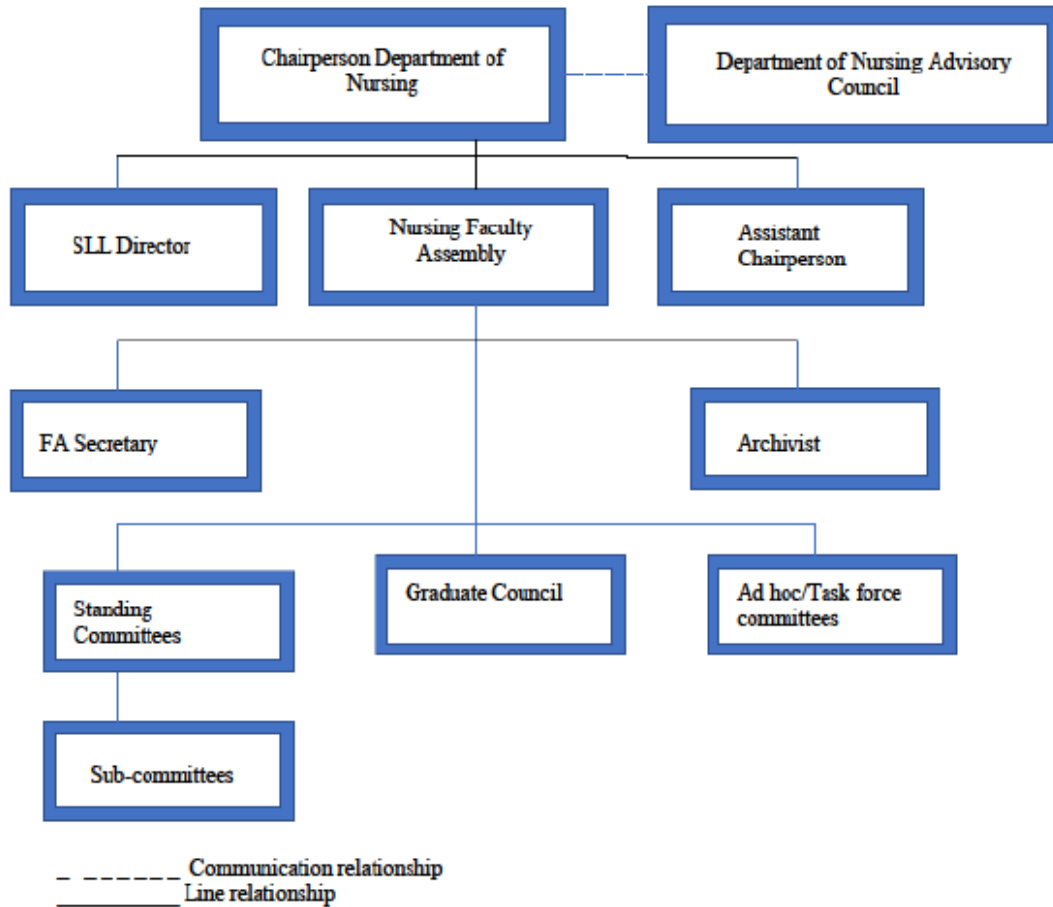 Chairperson Department of
Nursing
Department of Nursing Advisory
Council
SLL Director
Nursing Faculty
Assembly
Assistant
Chairperson
FA Secretary
Archivist
Standing
Committees
Graduate Council
Ad hoc/Task force
committees
Sub-committees
_ _ _ _ _ _ _ Communication relationship
___________ Line relationship